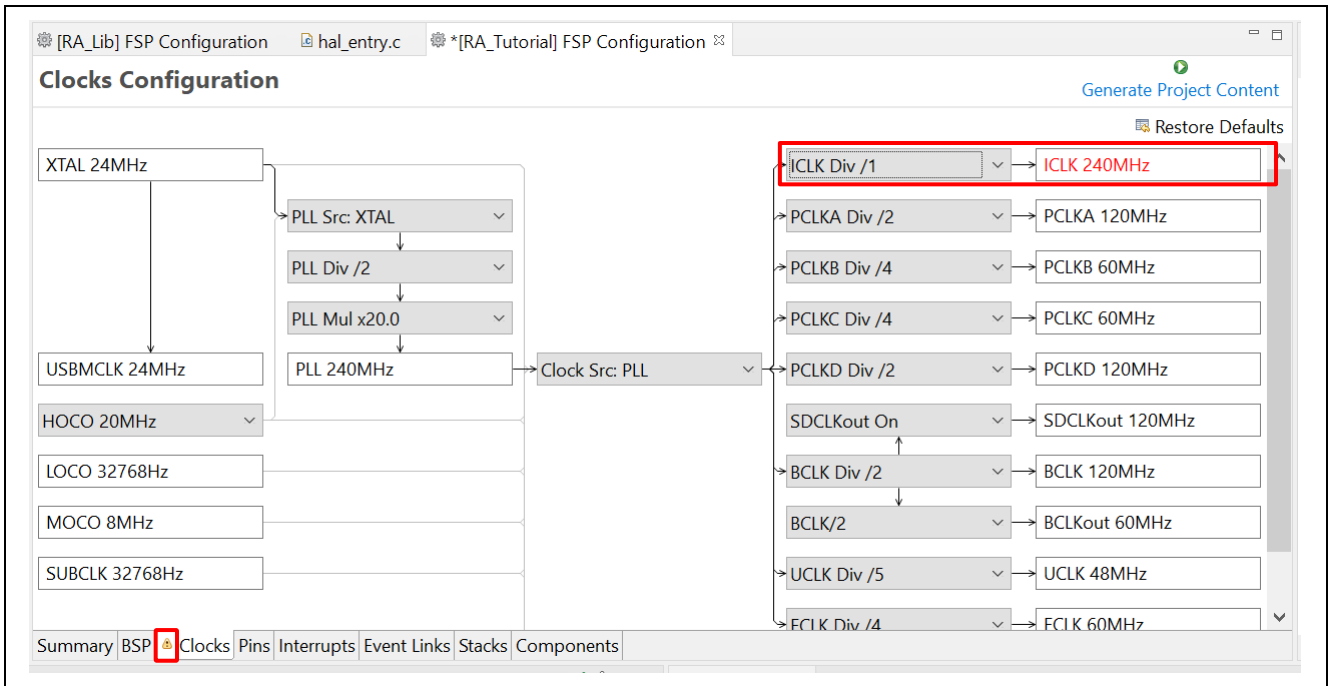 [RA_Lib] FSP Configuration hal_entry.c *[RA_Tutorial] FSP Configuration
Clocks Configuration
Generate Project Content
Restore Defaults
XTAL 24MHz ICLK Div /1 ICLK 240MHz
PLL Src: XTAL PCLKA Div /2 PCLKA 120MHz
PLL Div /2 PCLKB Div /4 PCLKB 60MHz
PLL Mul x20.0 PCLKC Div /4 PCLKC 60MHz
USBMCLK 24MHz PLL 240MHz Clock Src: PLL PCLKD Div /2 PCLKD 120MHz
HOCO 20MHz SDCLKout On SDCLKout 120MHz
LOCO 32768Hz BCLK Div /2 BCLK 120MHz
MOCO 8MHz BCLK/2 BCLKout 60MHz
SUBCLK 32768Hz UCLK Div /5 UCLK 48MHz
FCLK Div /4 FCLK 60MHz
Summary BSP Clocks Pins Interrupts Event Links Stacks Components